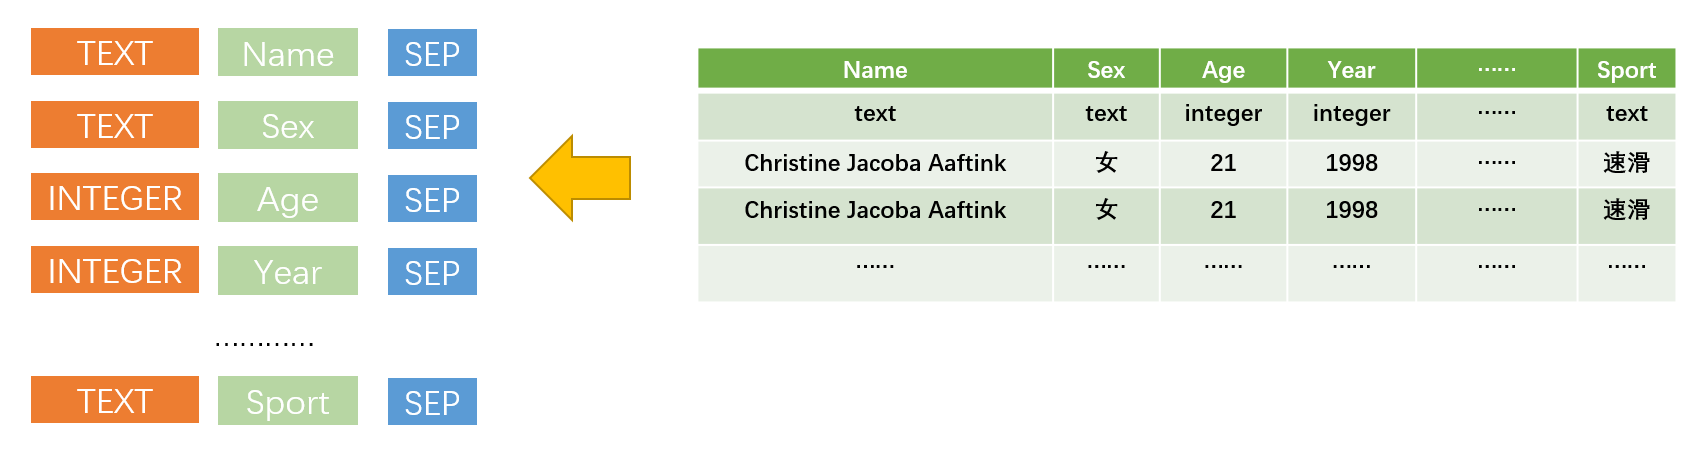 TEXT Name SEP
TEXT Sex SEP
INTEGER Age SEP
INTEGER Year SEP
…………
TEXT Sport SEP
Name Sex Age Year …… Sport
text text integer integer …… text
Christine Jacoba Aaftink 女 21 1998 …… 速滑
Christine Jacoba Aaftink 女 21 1998 …… 速滑
…… …… …… …… …… ……